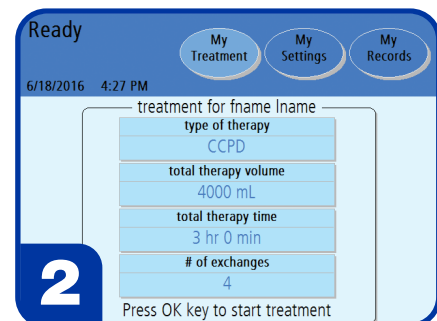 Ready
My Treatment
My Settings
My Records
6/18/2016 4:27 PM
treatment for fname lname
type of therapy
CCPD
total therapy volume
4000 mL
total therapy time
3 hr 0 min
# of exchanges
4
2
Press OK key to start treatment